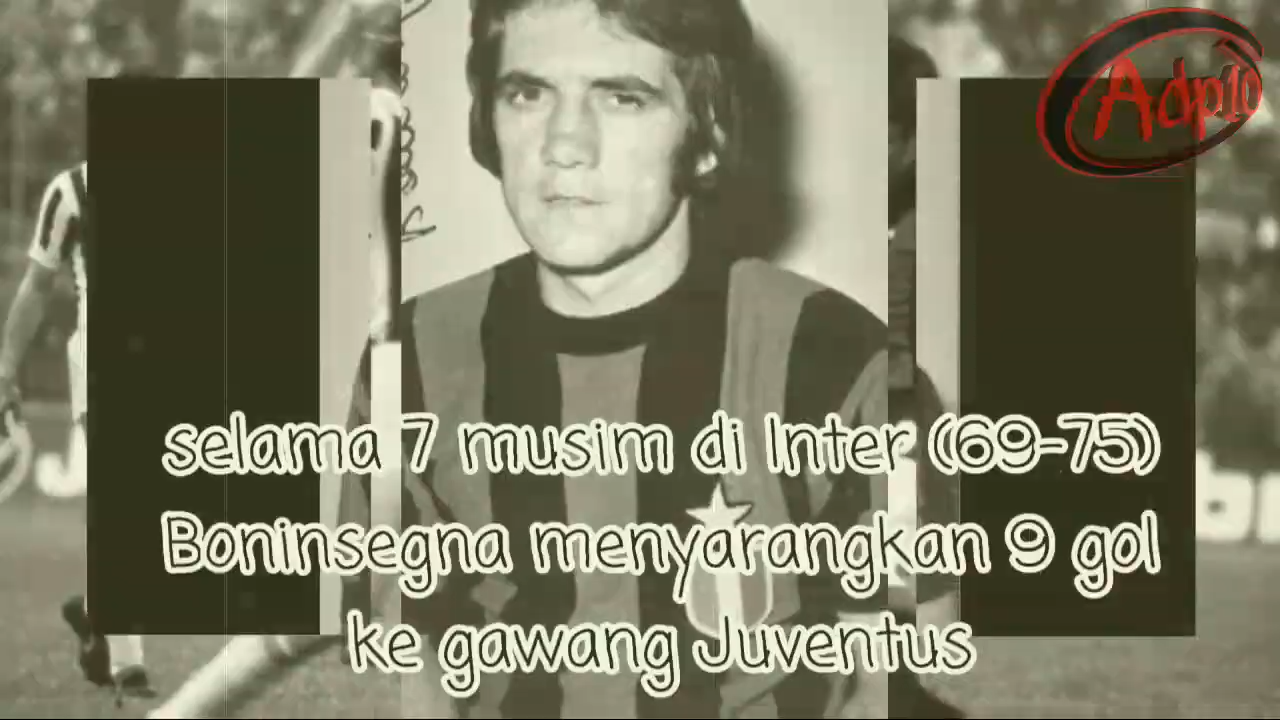 Adp10
selama 7 musim di Inter (69-75)
Boninsegna menyarangkan 9 gol
ke gawang Juventus